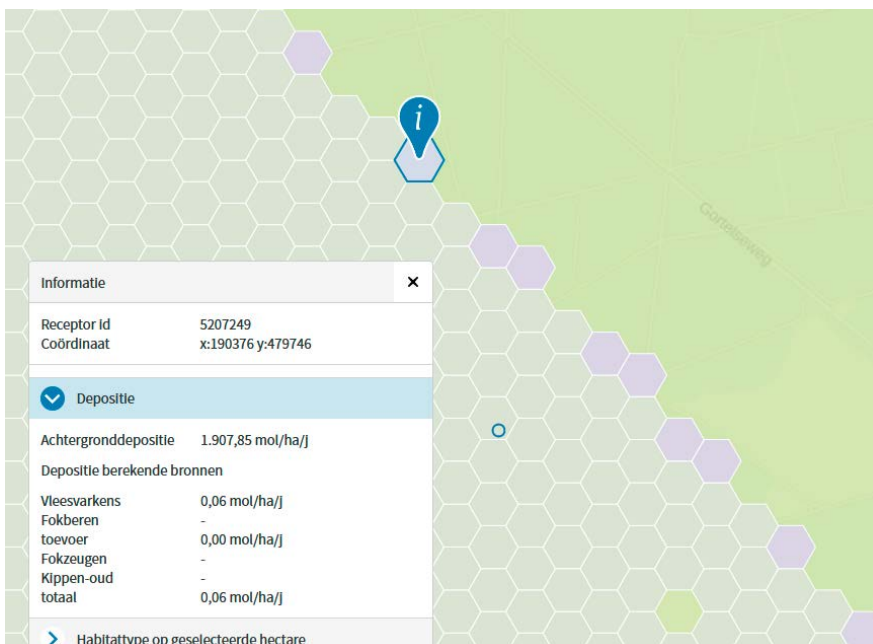 i
Gortelseweg
Informatie ×
Receptor id 5207249
Coördinaat x:190376 y:479746
Depositie
Achtergronddepositie 1.907,85 mol/ha/j
Depositie berekende bronnen
Vleesvarkens 0,06 mol/ha/j
Fokberen -
toevoer 0,00 mol/ha/j
Fokzeugen -
Kippen-oud -
totaal 0,06 mol/ha/j
Habitattype op geselecteerde hectare